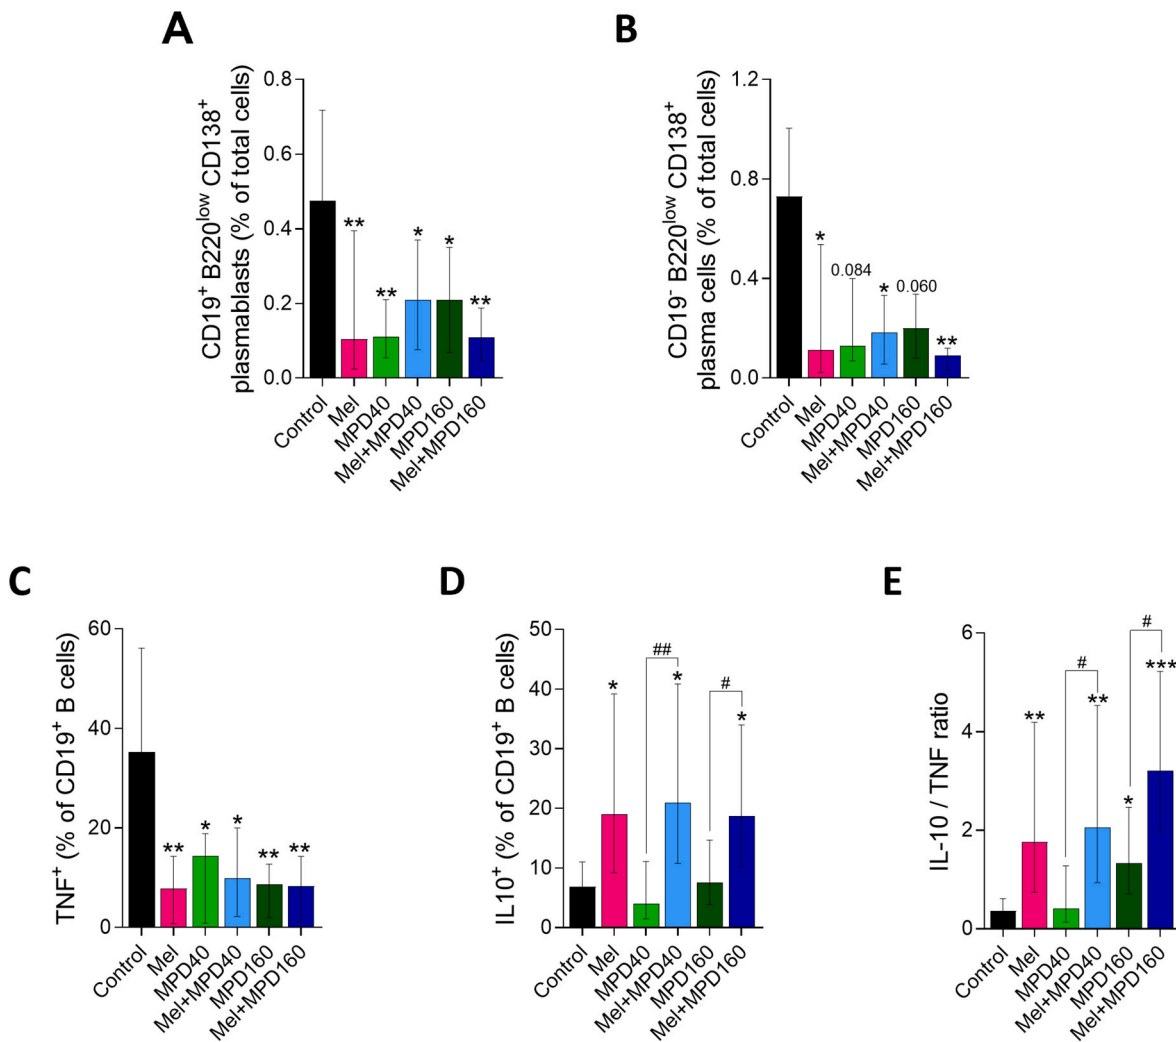 A
CD19+ B220low CD138+
plasmablasts (% of total cells)
0.8
0.6
0.4
0.2
0.0
**
**
*
*
**
Control
Mel
MPD40
Mel+MPD40
MPD160
Mel+MPD160
B
CD19- B220low CD138+
plasma cells (% of total cells)
1.2
0.8
0.4
0.0
*
0.084
*
0.060
**
Control
Mel
MPD40
Mel+MPD40
MPD160
Mel+MPD160
C
TNF+ (% of CD19+ B cells)
60
40
20
0
**
*
*
**
**
Control
Mel
MPD40
Mel+MPD40
MPD160
Mel+MPD160
D
IL10+ (% of CD19+ B cells)
50
40
30
20
10
0
*
##
*
#
*
Control
Mel
MPD40
Mel+MPD40
MPD160
Mel+MPD160
E
IL-10 / TNF ratio
6
4
2
0
**
#
**
*
#
***
Control
Mel
MPD40
Mel+MPD40
MPD160
Mel+MPD160